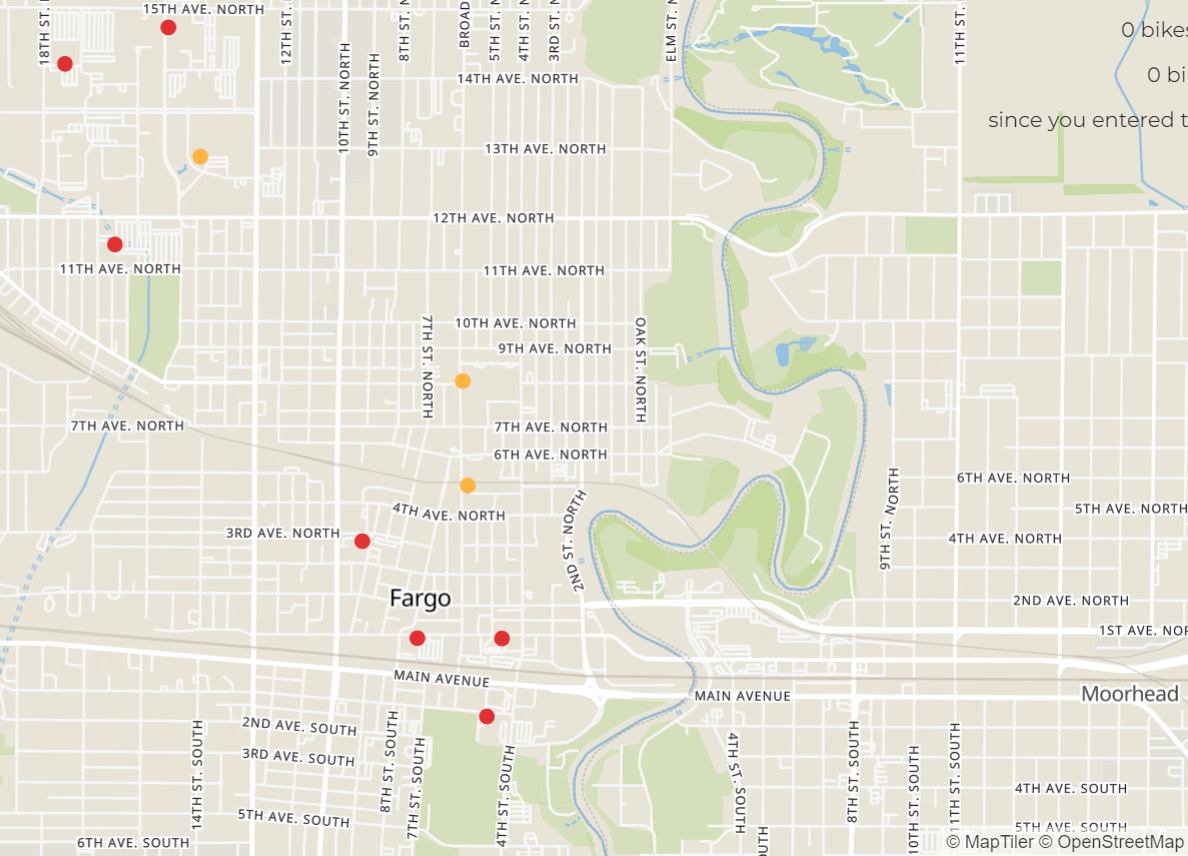 15TH AVE. NORTH
18TH ST.
12TH ST.
8TH ST. N
BROAD
5TH ST. N
4TH ST. N
3RD ST. N
ELM ST. N
11TH ST.
0 bikes
0 bi
since you entered t
10TH ST. NORTH
9TH ST. NORTH
14TH AVE. NORTH
13TH AVE. NORTH
12TH AVE. NORTH
11TH AVE. NORTH
11TH AVE. NORTH
10TH AVE. NORTH
9TH AVE. NORTH
7TH ST. NORTH
OAK ST. NORTH
7TH AVE. NORTH
7TH AVE. NORTH
6TH AVE. NORTH
6TH AVE. NORTH
9TH ST. NORTH
5TH AVE. NORTH
4TH AVE. NORTH
2ND ST. NORTH
3RD AVE. NORTH
4TH AVE. NORTH
Fargo
2ND AVE. NORTH
1ST AVE. NOR
MAIN AVENUE
MAIN AVENUE
Moorhead
2ND AVE. SOUTH
3RD AVE. SOUTH
14TH ST. SOUTH
8TH ST. SOUTH
7TH ST. SOUTH
4TH ST. SOUTH
4TH ST. SOUTH
8TH ST. SOUTH
10TH ST. SOUTH
11TH ST. SOUTH
4TH AVE. SOUTH
5TH AVE. SOUTH
5TH AVE. SOUTH
6TH AVE. SOUTH
OUTH
© MapTiler © OpenStreetMap